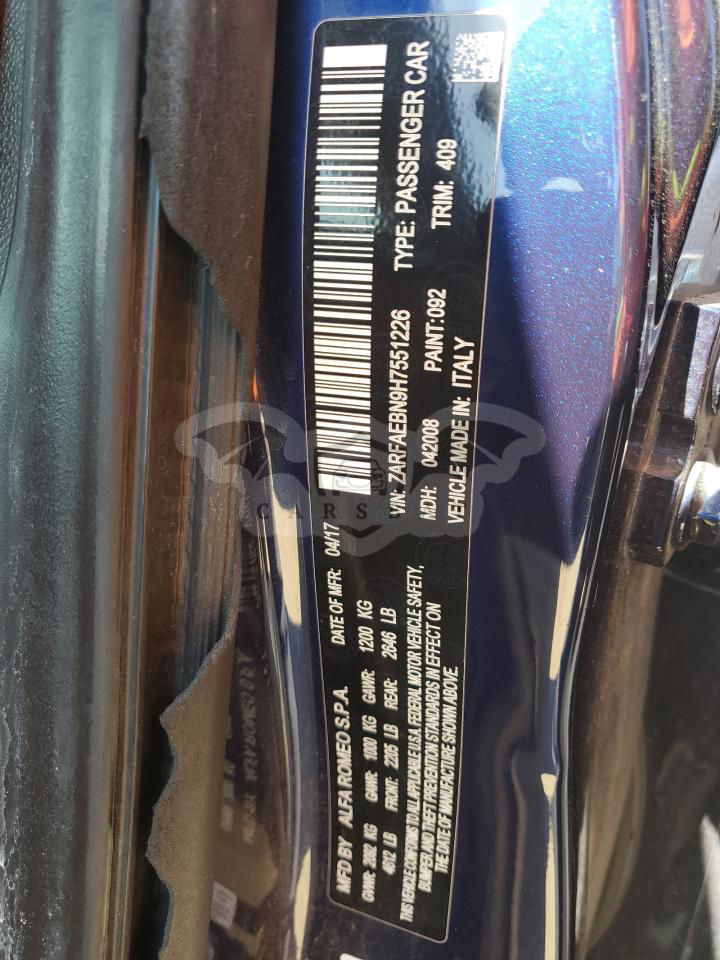 MFD BY ALFA ROMEO S.P.A. DATE OF MFR: 04/17
GVWR: 2092 KG GAWR: 1000 KG GAWR: 1200 KG
4612 LB FRONT: 2205 LB REAR: 2646 LB
THIS VEHICLE CONFORMS TO ALL APPLICABLE U.S.A. FEDERAL MOTOR VEHICLE SAFETY,
BUMPER, AND THEFT PREVENTION STANDARDS IN EFFECT ON
THE DATE OF MANUFACTURE SHOWN ABOVE.
VIN: ZARFAEBN9H7551226 TYPE: PASSENGER CAR
MDH: 042008 PAINT:092 TRIM: 409
VEHICLE MADE IN: ITALY